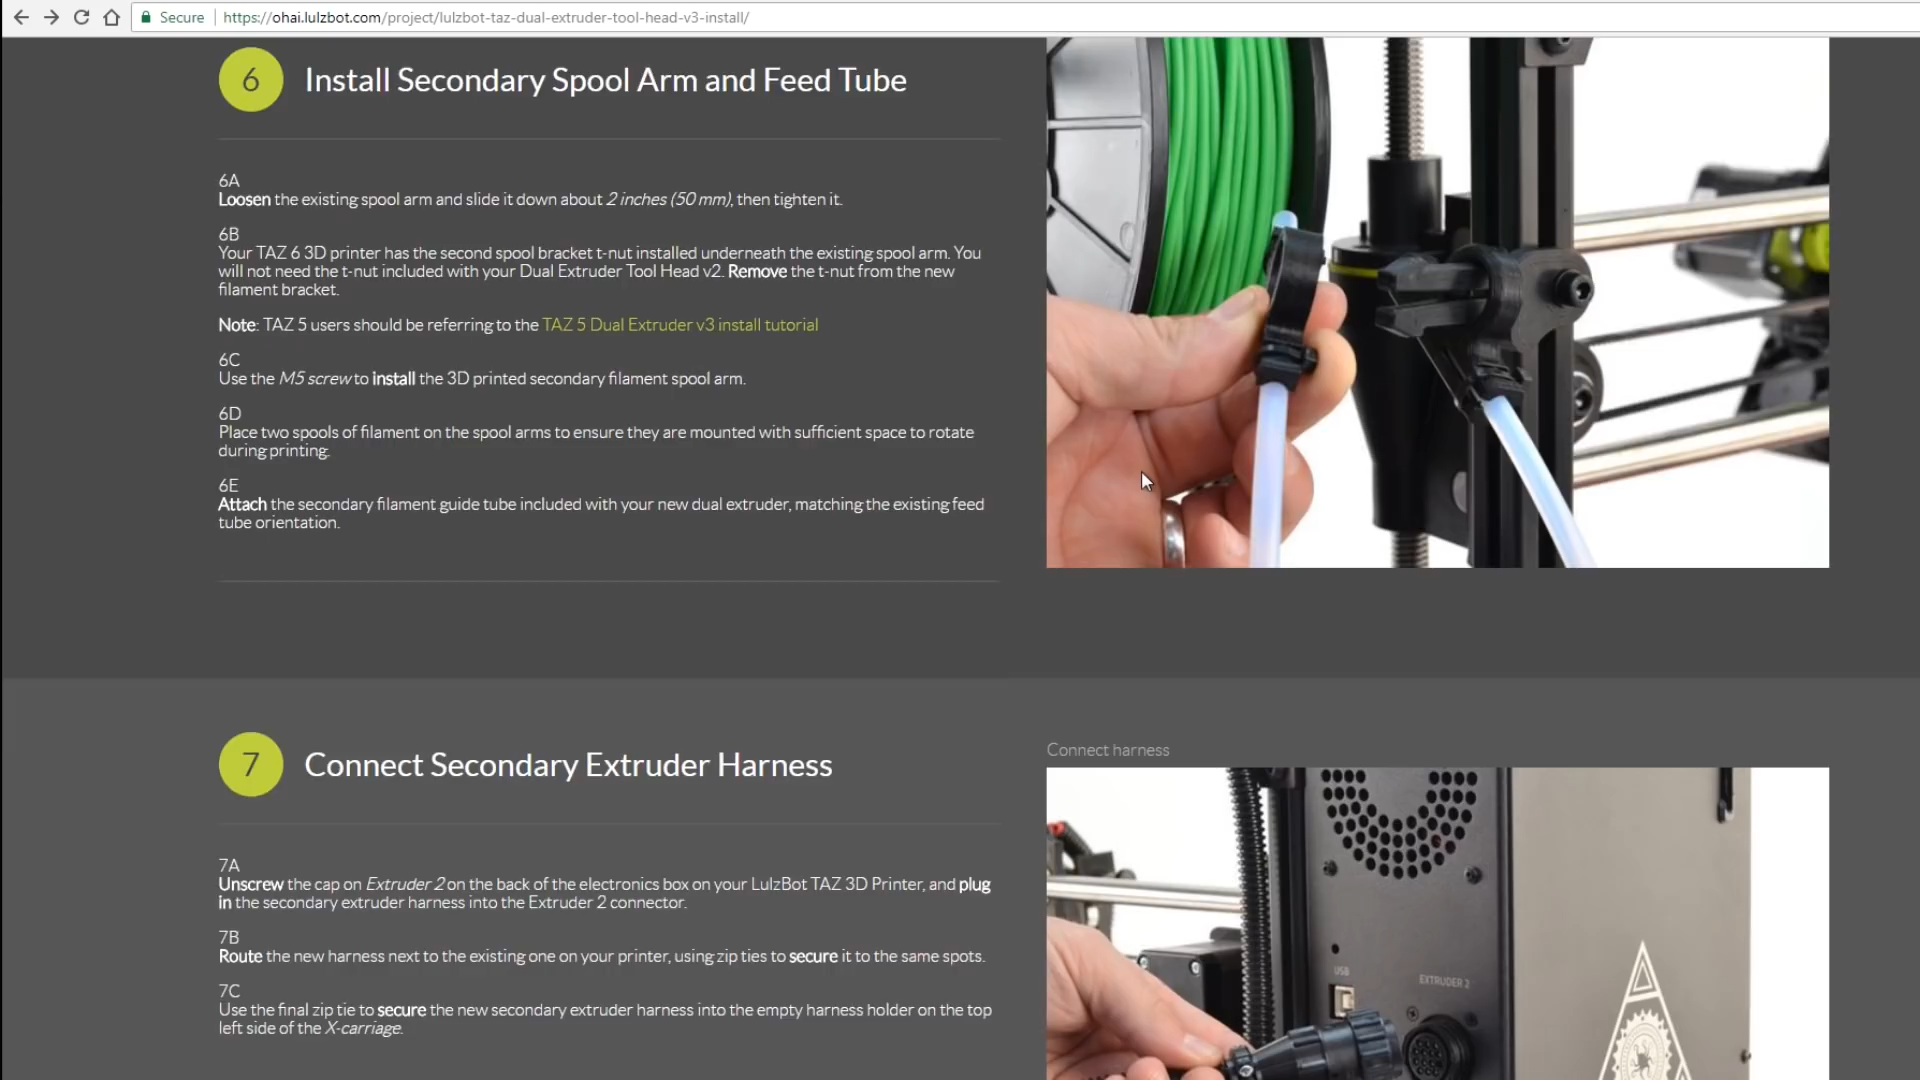 Secure
https://ohai.lulzbot.com/project/lulzbot-taz-dual-extruder-tool-head-v3-install/
6 Install Secondary Spool Arm and Feed Tube
6A
Loosen the existing spool arm and slide it down about 2 inches (50 mm), then tighten it.
6B
Your TAZ 6 3D printer has the second spool bracket t-nut installed underneath the existing spool arm. You
will not need the t-nut included with your Dual Extruder Tool Head v2. Remove the t-nut from the new
filament bracket.
Note: TAZ 5 users should be referring to the TAZ 5 Dual Extruder v3 install tutorial
6C
Use the M5 screw to install the 3D printed secondary filament spool arm.
6D
Place two spools of filament on the spool arms to ensure they are mounted with sufficient space to rotate
during printing.
6E
Attach the secondary filament guide tube included with your new dual extruder, matching the existing feed
tube orientation.
7 Connect Secondary Extruder Harness
Connect harness
7A
Unscrew the cap on Extruder 2 on the back of the electronics box on your LulzBot TAZ 3D Printer, and plug
in the secondary extruder harness into the Extruder 2 connector.
7B
Route the new harness next to the existing one on your printer, using zip ties to secure it to the same spots.
7C
Use the final zip tie to secure the new secondary extruder harness into the empty harness holder on the top
left side of the X-carriage.
USB
EXTRUDER 2